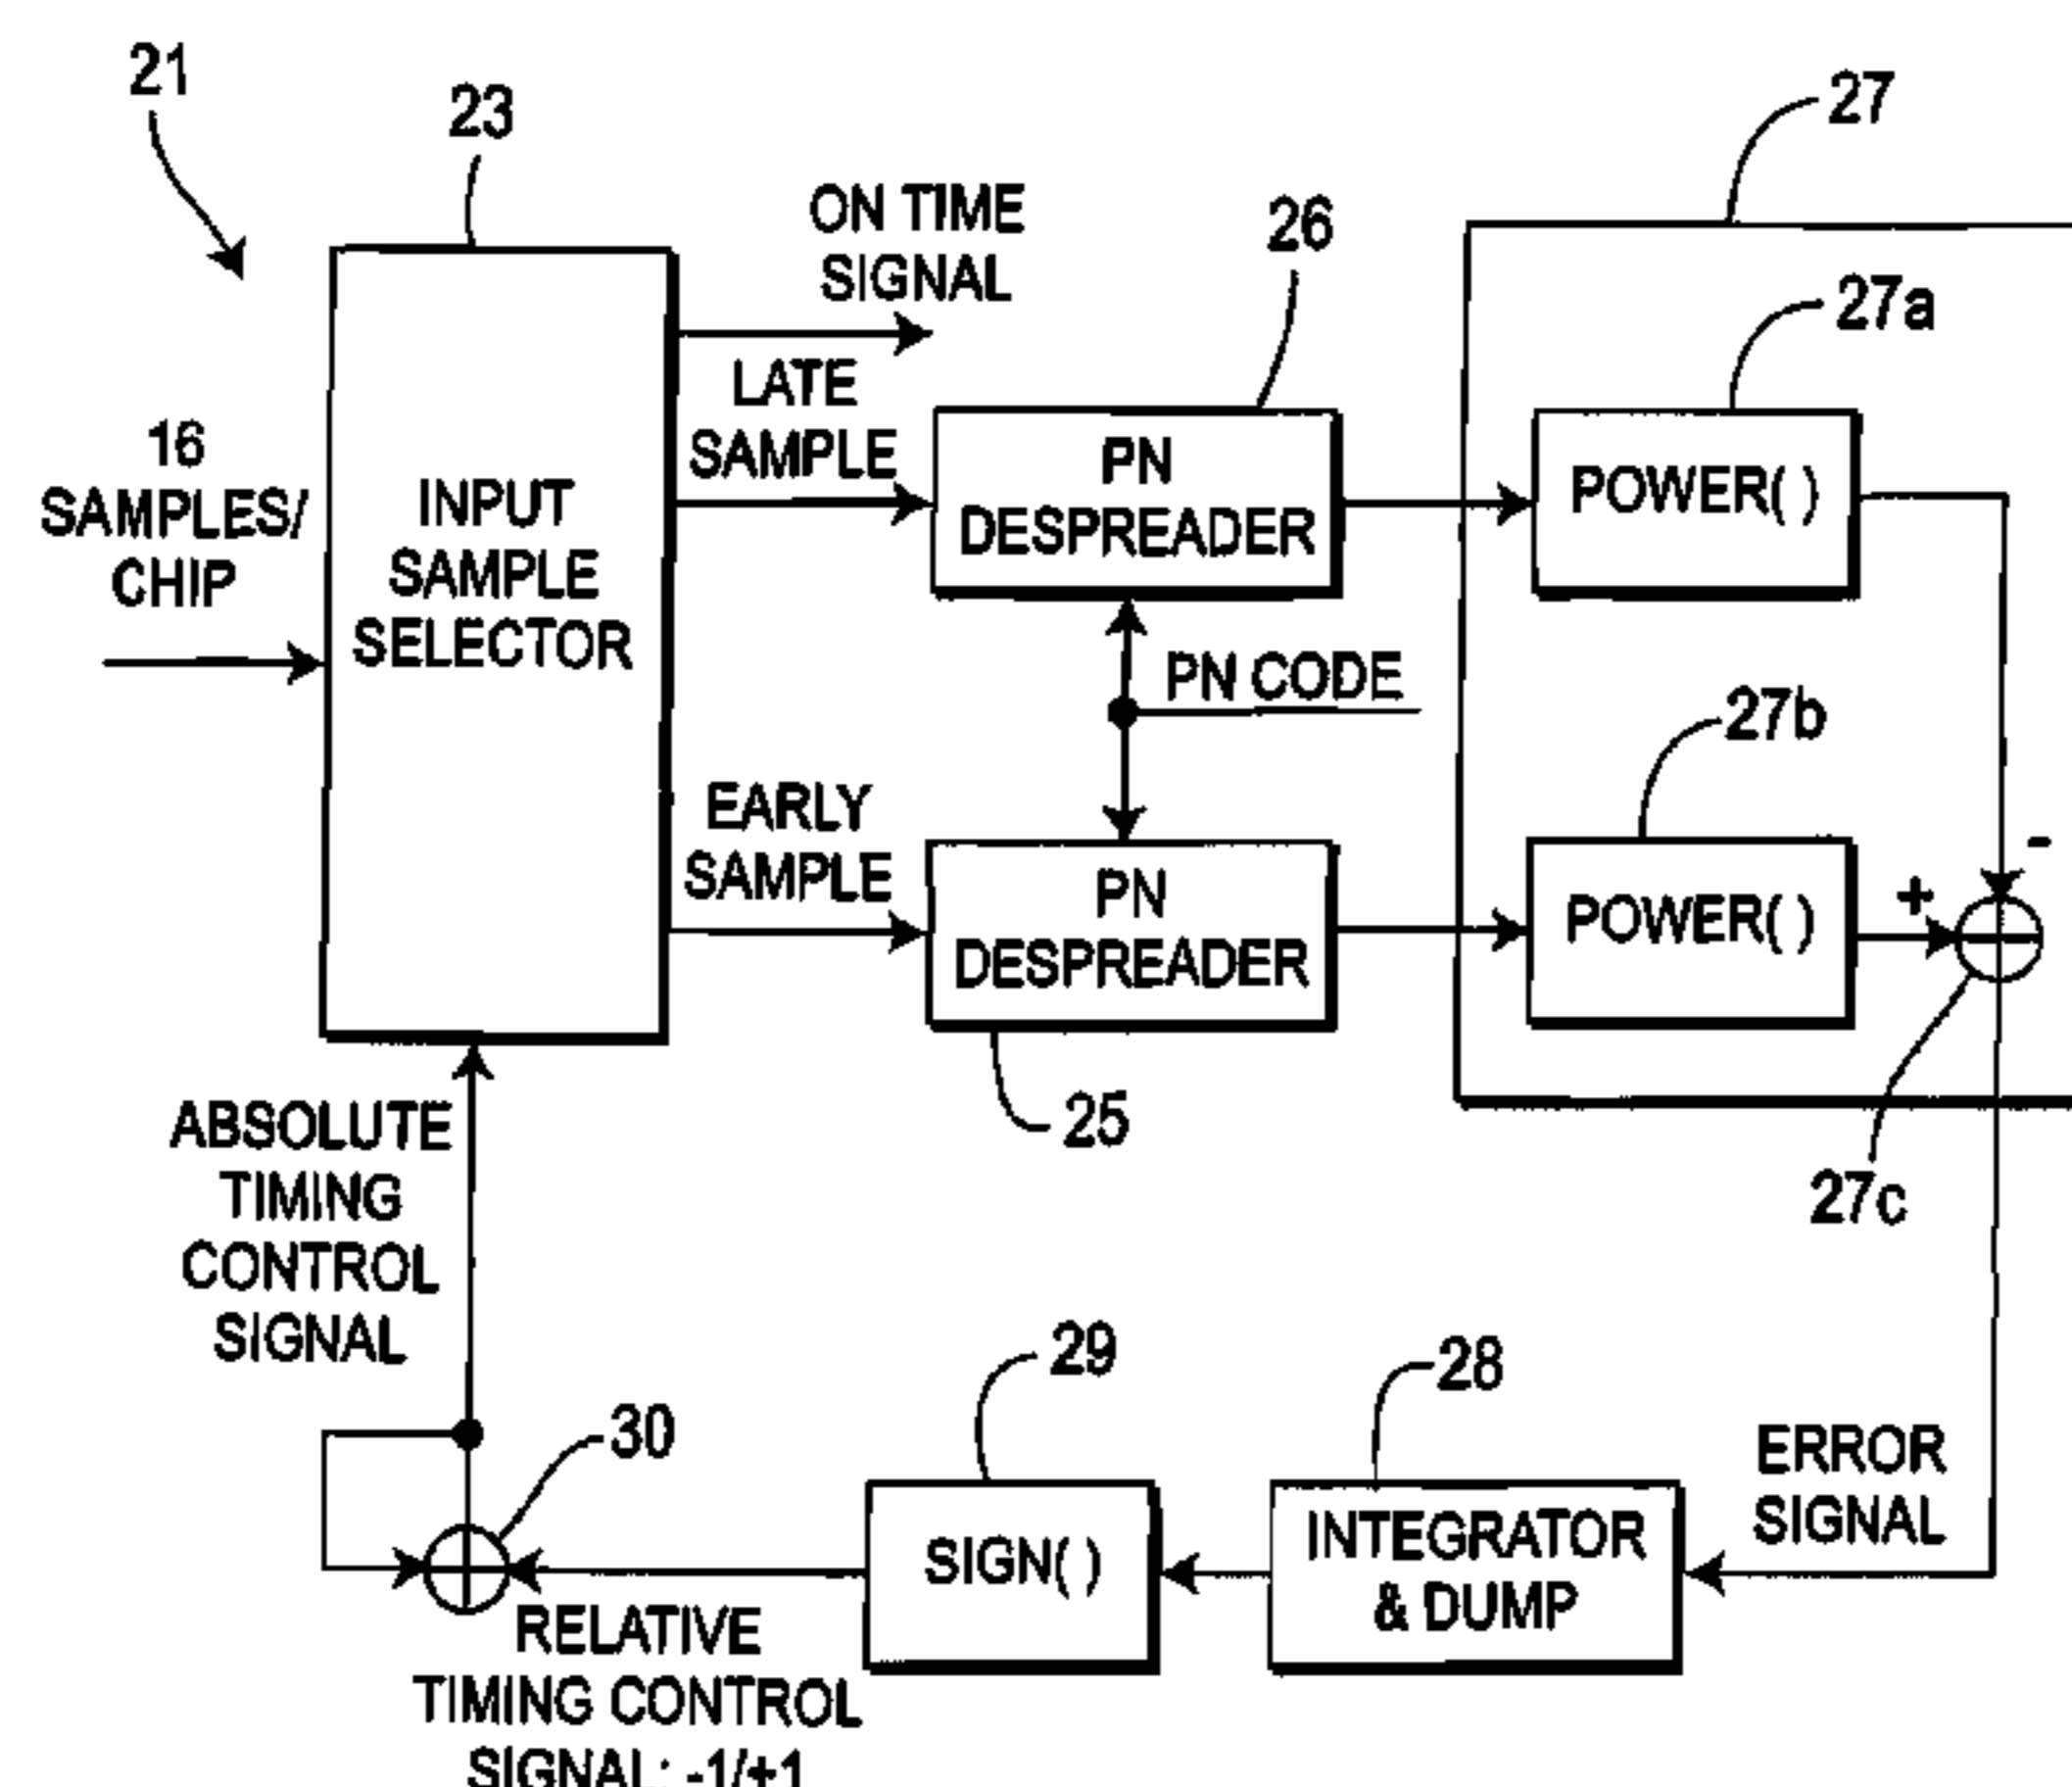 21
23
27
ON TIME
SIGNAL
26
27a
LATE
SAMPLE
16
SAMPLES/
CHIP
INPUT
SAMPLE
SELECTOR
PN
DESPREADER
POWER( )
PN CODE
27b
EARLY
SAMPLE
PN
DESPREADER
POWER( )
+
-
25
27c
ABSOLUTE
TIMING
CONTROL
SIGNAL
29
28
30
ERROR
SIGNAL
SIGN( )
INTEGRATOR
& DUMP
RELATIVE
TIMING CONTROL
SIGNAL: -1/+1